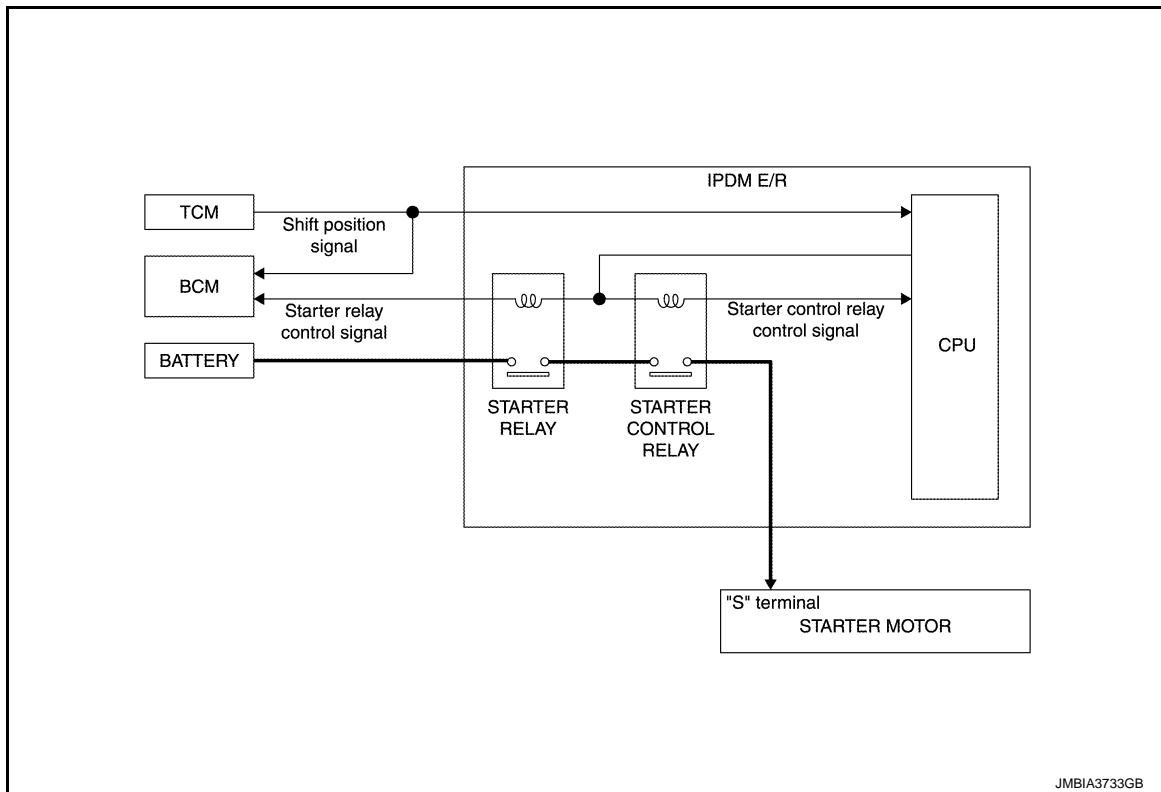 IPDM E/R
TCM
Shift position
signal
BCM
Starter relay
control signal
Starter control relay
control signal
CPU
BATTERY
STARTER
RELAY
STARTER
CONTROL
RELAY
"S" terminal
STARTER MOTOR
JMBIA3733GB